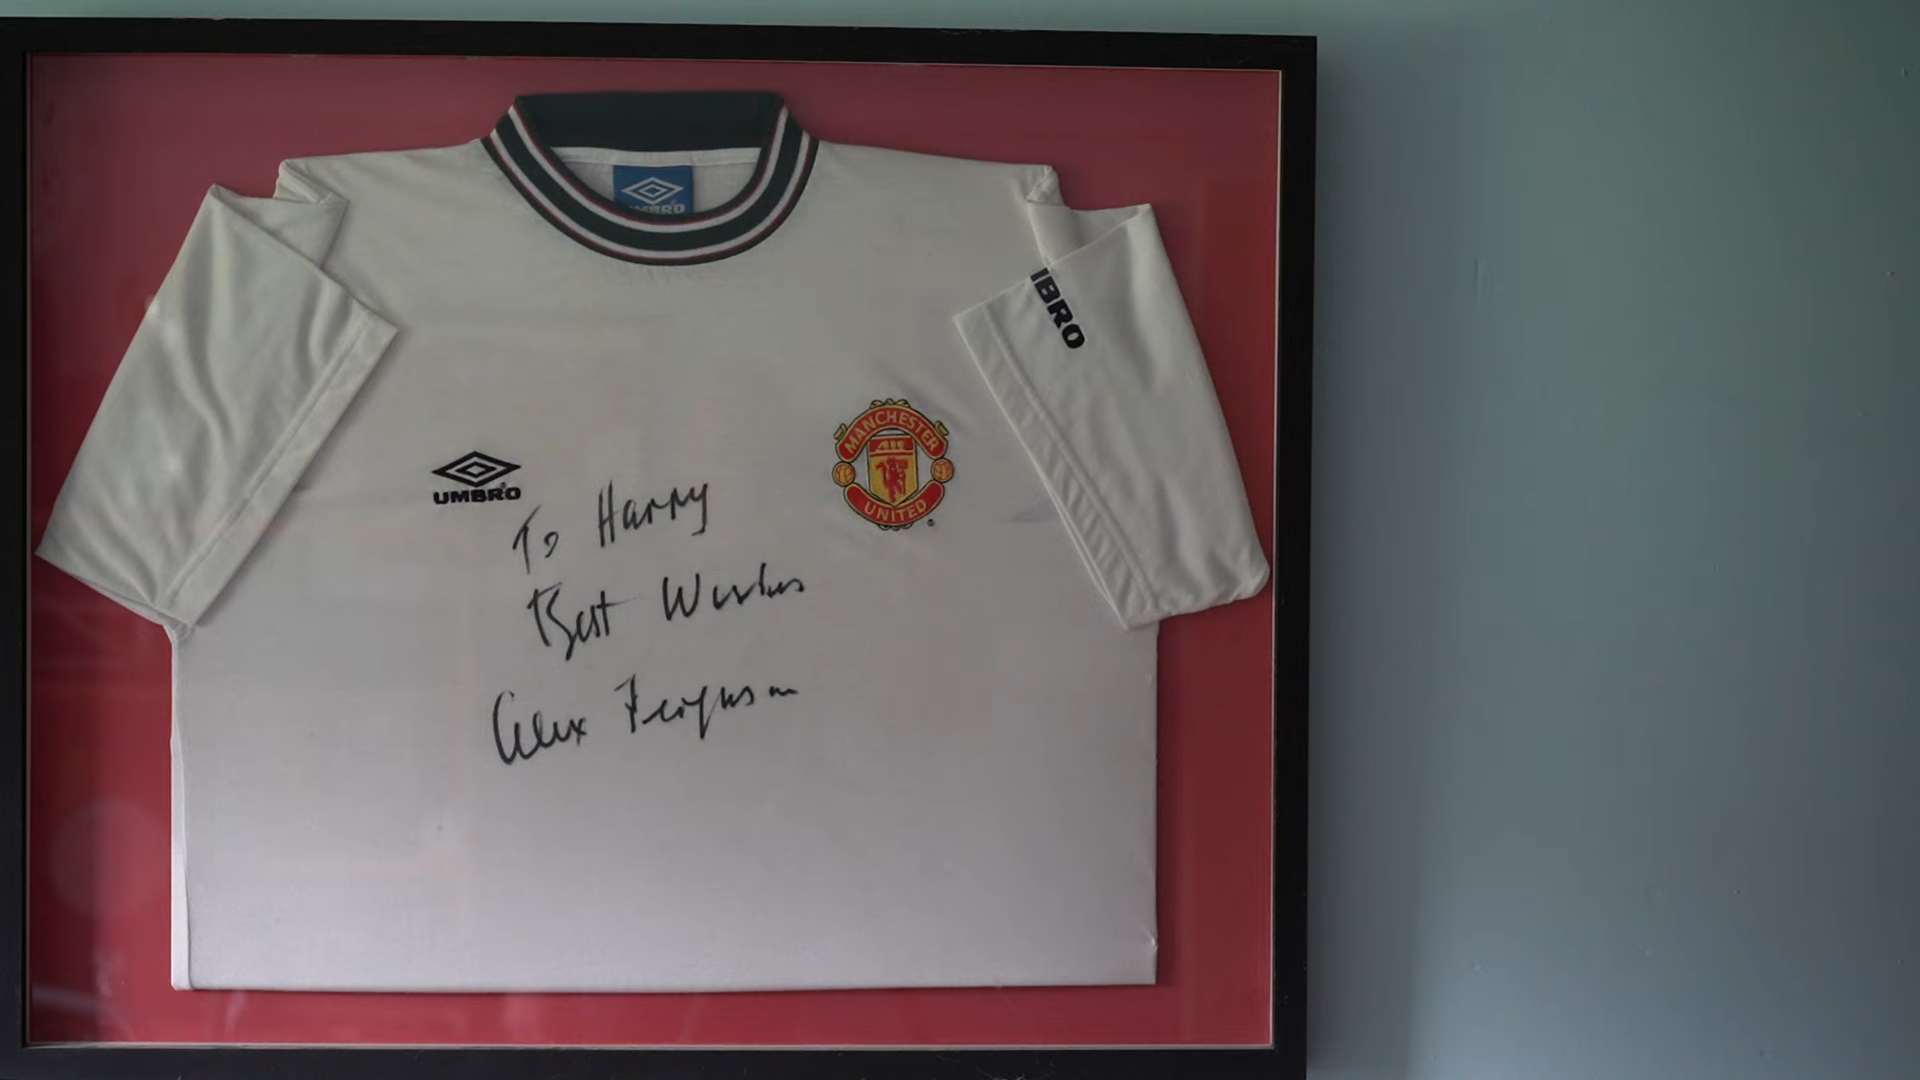 UMBRO
IBRO
MANCHESTER
UNITED
UMBRO
To Harry
Best Wishes
Alex Ferguson